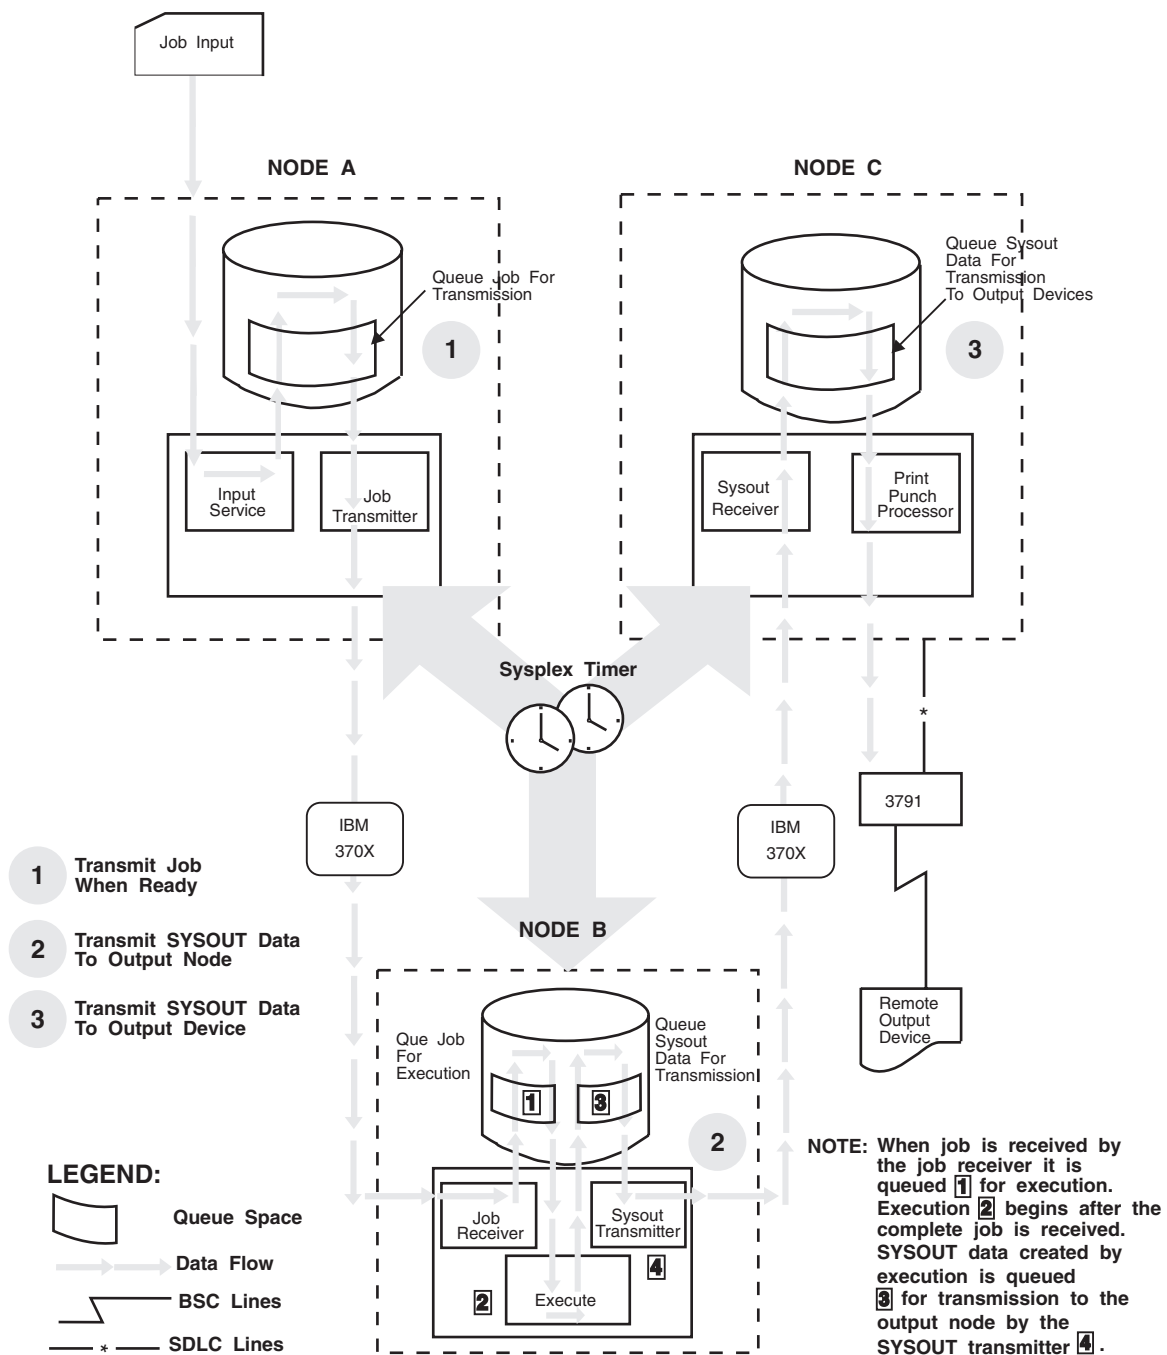 Job Input
NODE A
NODE C
Queue Job For
Transmission
1
Queue Sysout
Data For
Transmission
To Output Devices
3
Input
Service
Job
Transmitter
Sysout
Receiver
Print
Punch
Processor
Sysplex Timer
*
3791
IBM
370X
IBM
370X
1 Transmit Job
When Ready
2 Transmit SYSOUT Data
To Output Node
3 Transmit SYSOUT Data
To Output Device
NODE B
Que Job
For
Execution
Queue
Sysout
Data For
Transmission
1
3
2
Remote
Output
Device
Job
Receiver
Sysout
Transmitter
4
2
Execute
LEGEND:
Queue Space
Data Flow
BSC Lines
* SDLC Lines
NOTE: When job is received by
the job receiver it is
queued 1 for execution.
Execution 2 begins after the
complete job is received.
SYSOUT data created by
execution is queued
3 for transmission to the
output node by the
SYSOUT transmitter 4 .